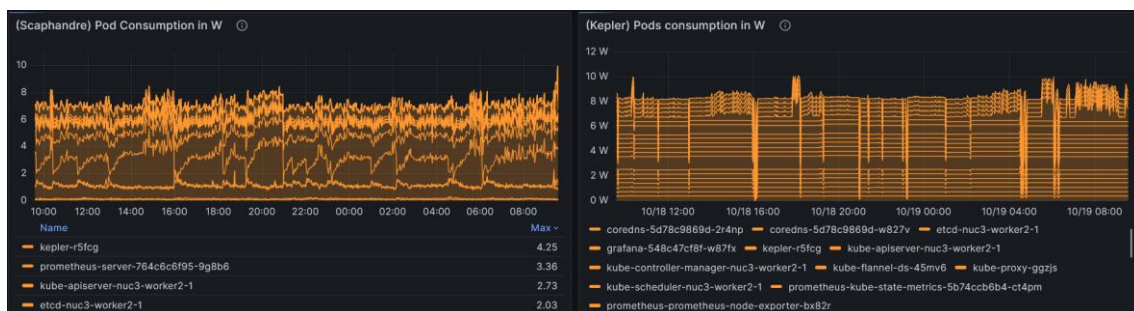 (Scaphandre) Pod Consumption in W
10
8
6
4
2
0
10:00 12:00 14:00 16:00 18:00 20:00 22:00 00:00 02:00 04:00 06:00 08:00
Name Max
kepler-r5fcg 4.25
prometheus-server-764c6c6f95-9g8b6 3.36
kube-apiserver-nuc3-worker2-1 2.73
etcd-nuc3-worker2-1 2.03
(Kepler) Pods consumption in W
12 W
10 W
8 W
6 W
4 W
2 W
0 W
10/18 12:00 10/18 16:00 10/18 20:00 10/19 00:00 10/19 04:00 10/19 08:00
coredns-5d78c9869d-2r4np coredns-5d78c9869d-w827v etcd-nuc3-worker2-1
grafana-548c47cf8f-w87fx kepler-r5fcg kube-apiserver-nuc3-worker2-1
kube-controller-manager-nuc3-worker2-1 kube-flannel-ds-45mv6 kube-proxy-ggzjs
kube-scheduler-nuc3-worker2-1 prometheus-kube-state-metrics-5b74ccb6b4-ct4pm
prometheus-prometheus-node-exporter-bx82r